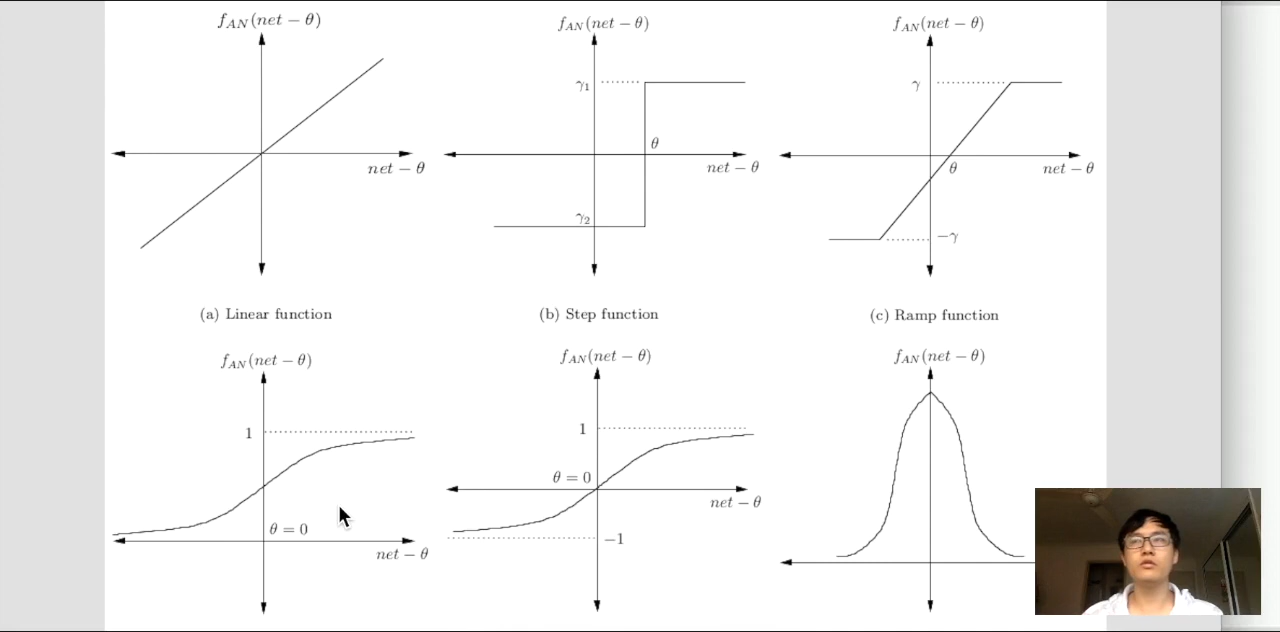 f_AN(net − θ)
net − θ
(a) Linear function
f_AN(net − θ)
γ1
θ
net − θ
γ2
(b) Step function
f_AN(net − θ)
γ
θ
net − θ
−γ
(c) Ramp function
f_AN(net − θ)
1
θ = 0
net − θ
f_AN(net − θ)
1
θ = 0
net − θ
−1
f_AN(net − θ)